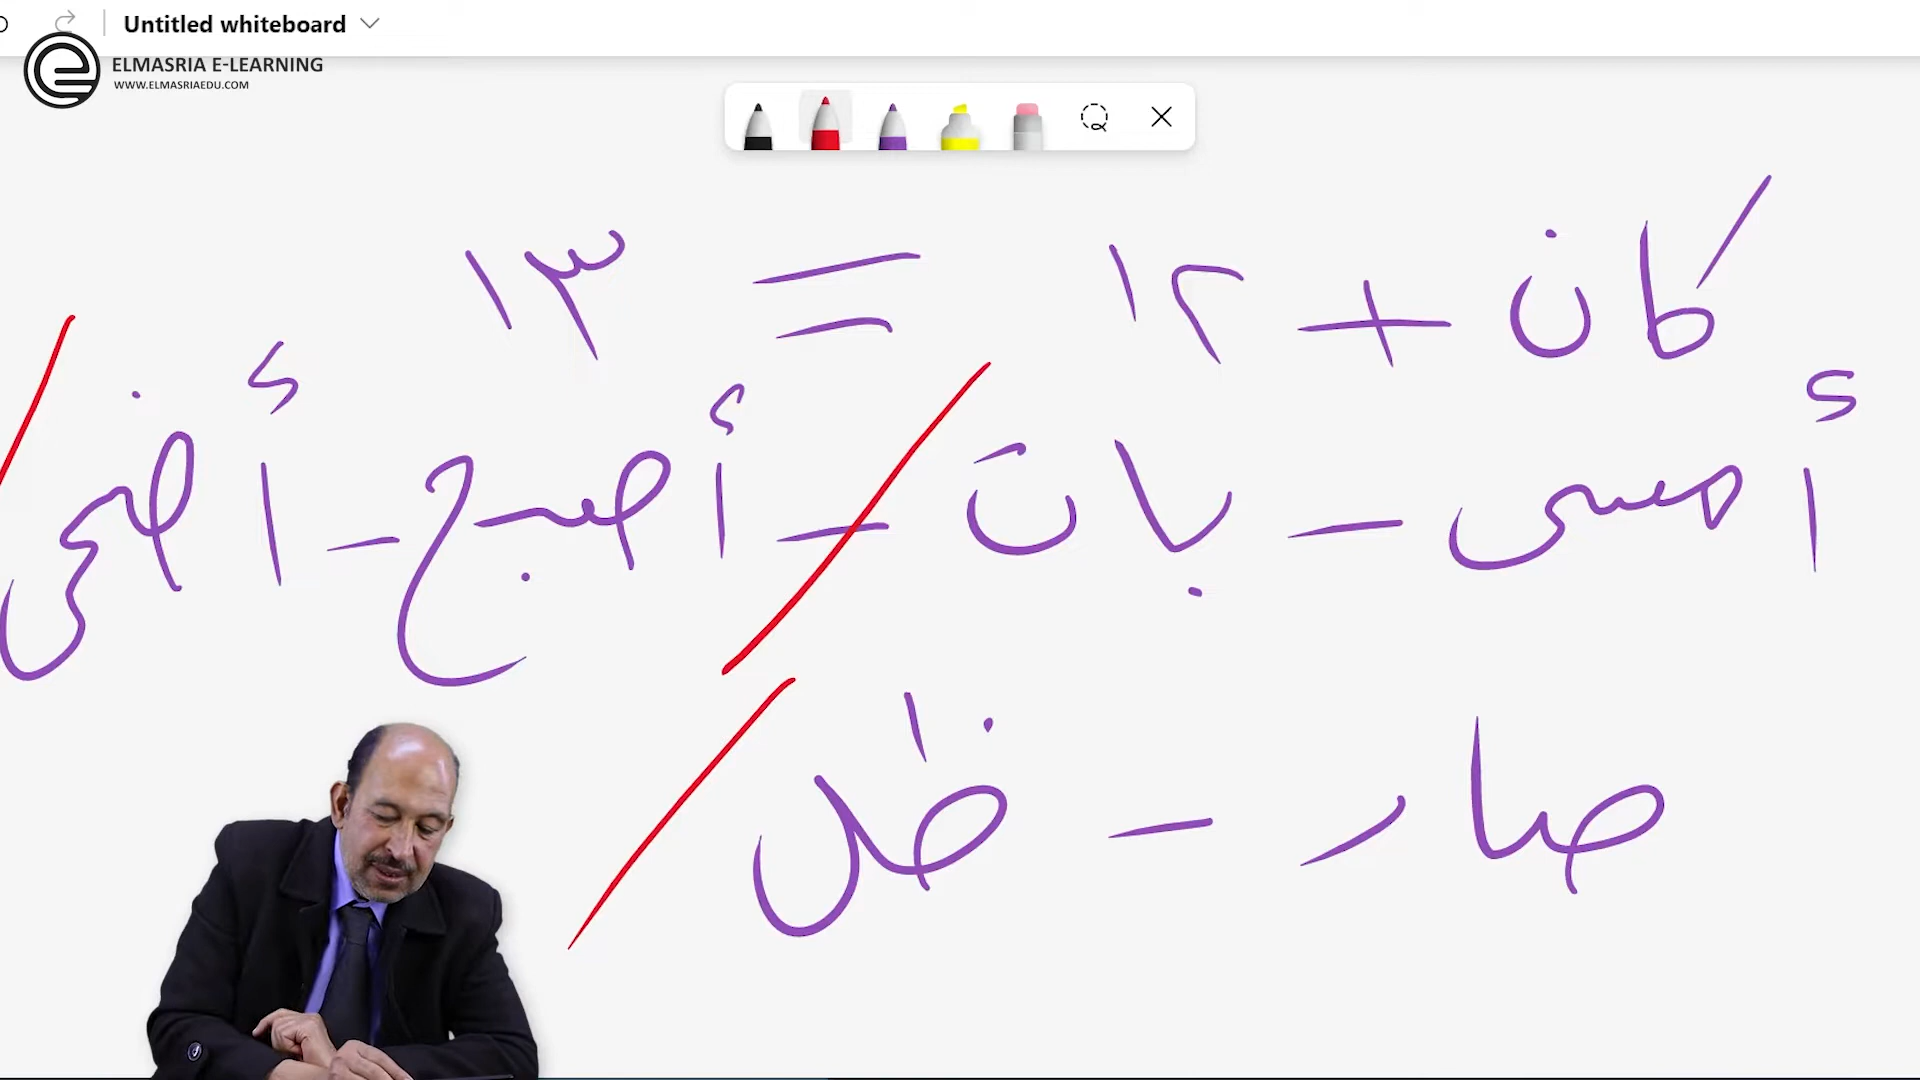 Untitled whiteboard
ELMASRIA E-LEARNING
WWW.ELMASRIAEDU.COM
كان + ١٢ = ١٣
أمسى - بات - أصبح - أضحى
صار - ظل